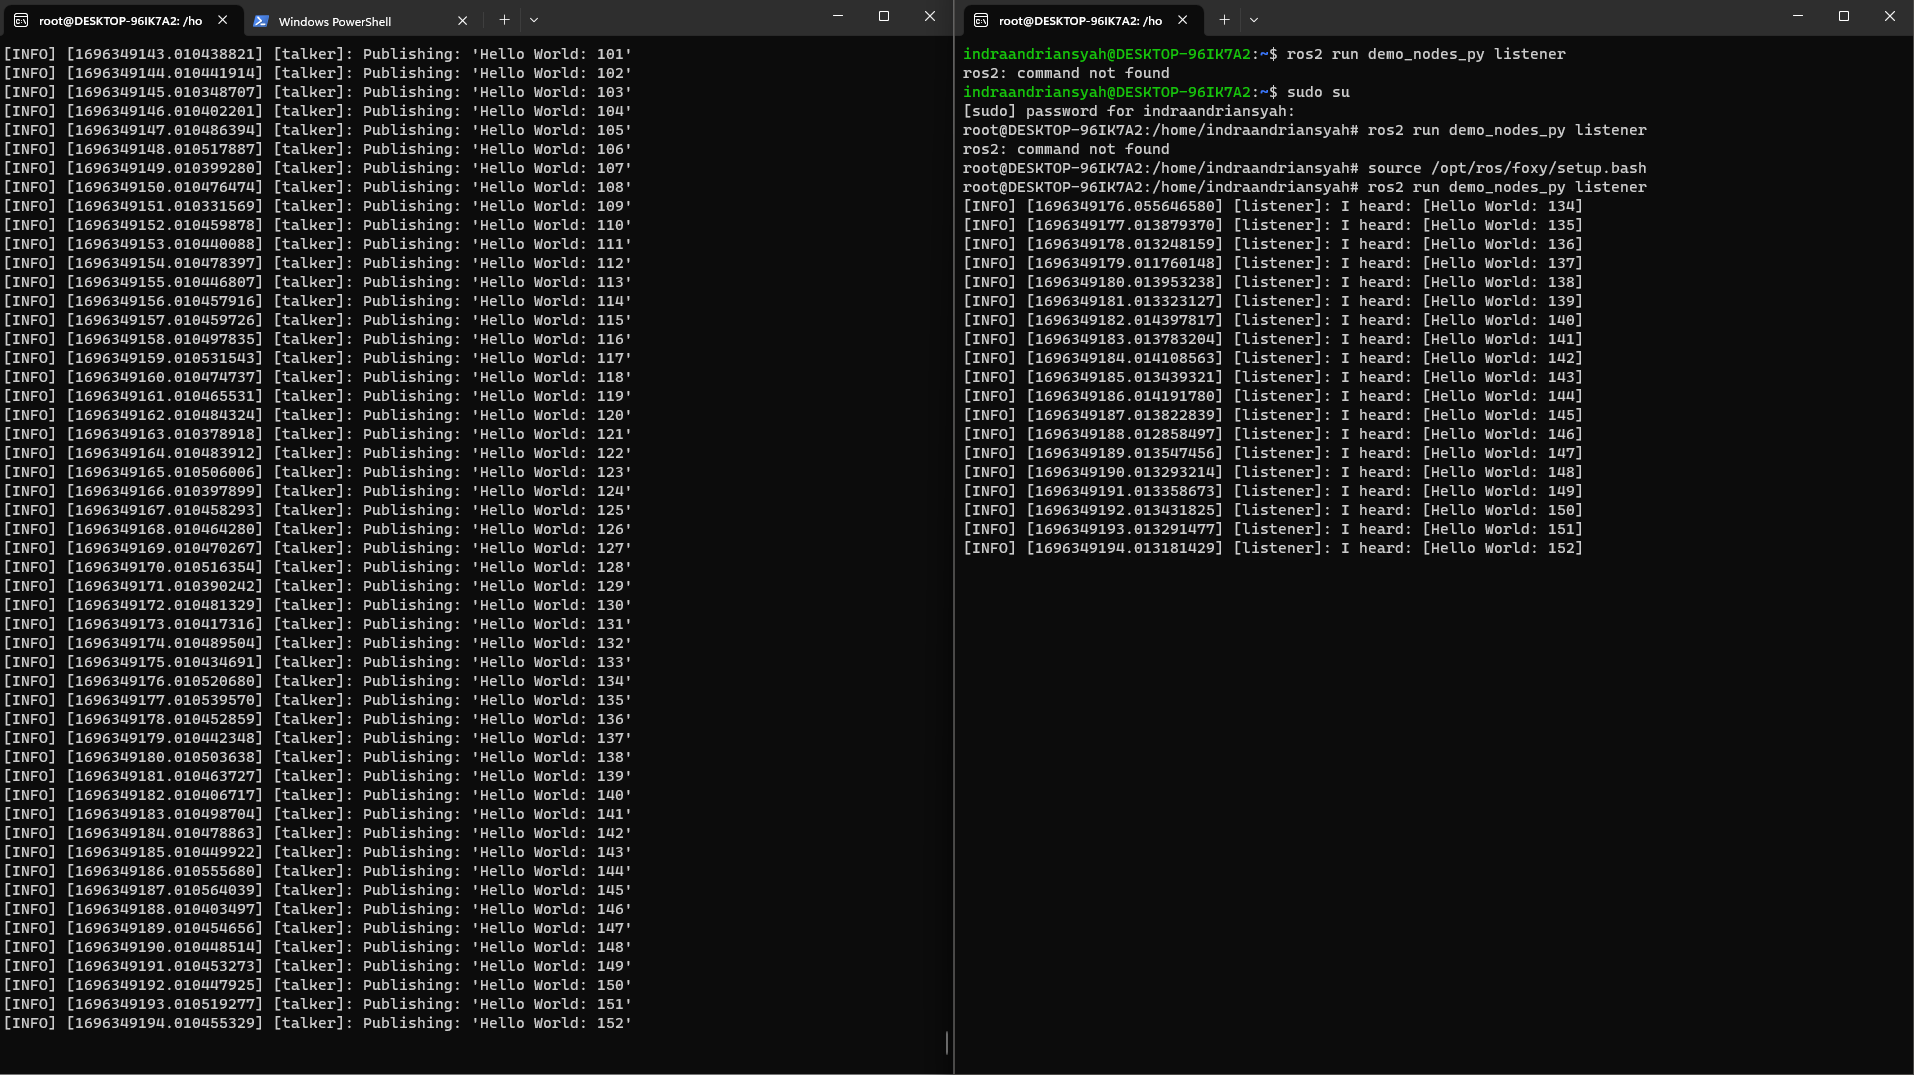 root@DESKTOP-96IK7A2: /ho
Windows PowerShell
[INFO] [1696349143.010438821] [talker]: Publishing: 'Hello World: 101'
[INFO] [1696349144.010441914] [talker]: Publishing: 'Hello World: 102'
[INFO] [1696349145.010348707] [talker]: Publishing: 'Hello World: 103'
[INFO] [1696349146.010402201] [talker]: Publishing: 'Hello World: 104'
[INFO] [1696349147.010486394] [talker]: Publishing: 'Hello World: 105'
[INFO] [1696349148.010517887] [talker]: Publishing: 'Hello World: 106'
[INFO] [1696349149.010399280] [talker]: Publishing: 'Hello World: 107'
[INFO] [1696349150.010476474] [talker]: Publishing: 'Hello World: 108'
[INFO] [1696349151.010331569] [talker]: Publishing: 'Hello World: 109'
[INFO] [1696349152.010459878] [talker]: Publishing: 'Hello World: 110'
[INFO] [1696349153.010440088] [talker]: Publishing: 'Hello World: 111'
[INFO] [1696349154.010478397] [talker]: Publishing: 'Hello World: 112'
[INFO] [1696349155.010446807] [talker]: Publishing: 'Hello World: 113'
[INFO] [1696349156.010457916] [talker]: Publishing: 'Hello World: 114'
[INFO] [1696349157.010459726] [talker]: Publishing: 'Hello World: 115'
[INFO] [1696349158.010497835] [talker]: Publishing: 'Hello World: 116'
[INFO] [1696349159.010531543] [talker]: Publishing: 'Hello World: 117'
[INFO] [1696349160.010474737] [talker]: Publishing: 'Hello World: 118'
[INFO] [1696349161.010465531] [talker]: Publishing: 'Hello World: 119'
[INFO] [1696349162.010484324] [talker]: Publishing: 'Hello World: 120'
[INFO] [1696349163.010378918] [talker]: Publishing: 'Hello World: 121'
[INFO] [1696349164.010483912] [talker]: Publishing: 'Hello World: 122'
[INFO] [1696349165.010506006] [talker]: Publishing: 'Hello World: 123'
[INFO] [1696349166.010397899] [talker]: Publishing: 'Hello World: 124'
[INFO] [1696349167.010458293] [talker]: Publishing: 'Hello World: 125'
[INFO] [1696349168.010464280] [talker]: Publishing: 'Hello World: 126'
[INFO] [1696349169.010470267] [talker]: Publishing: 'Hello World: 127'
[INFO] [1696349170.010516354] [talker]: Publishing: 'Hello World: 128'
[INFO] [1696349171.010390242] [talker]: Publishing: 'Hello World: 129'
[INFO] [1696349172.010481329] [talker]: Publishing: 'Hello World: 130'
[INFO] [1696349173.010417316] [talker]: Publishing: 'Hello World: 131'
[INFO] [1696349174.010489504] [talker]: Publishing: 'Hello World: 132'
[INFO] [1696349175.010434691] [talker]: Publishing: 'Hello World: 133'
[INFO] [1696349176.010520680] [talker]: Publishing: 'Hello World: 134'
[INFO] [1696349177.010539570] [talker]: Publishing: 'Hello World: 135'
[INFO] [1696349178.010452859] [talker]: Publishing: 'Hello World: 136'
[INFO] [1696349179.010442348] [talker]: Publishing: 'Hello World: 137'
[INFO] [1696349180.010503638] [talker]: Publishing: 'Hello World: 138'
[INFO] [1696349181.010463727] [talker]: Publishing: 'Hello World: 139'
[INFO] [1696349182.010406717] [talker]: Publishing: 'Hello World: 140'
[INFO] [1696349183.010498704] [talker]: Publishing: 'Hello World: 141'
[INFO] [1696349184.010478863] [talker]: Publishing: 'Hello World: 142'
[INFO] [1696349185.010449922] [talker]: Publishing: 'Hello World: 143'
[INFO] [1696349186.010555680] [talker]: Publishing: 'Hello World: 144'
[INFO] [1696349187.010564039] [talker]: Publishing: 'Hello World: 145'
[INFO] [1696349188.010403497] [talker]: Publishing: 'Hello World: 146'
[INFO] [1696349189.010454656] [talker]: Publishing: 'Hello World: 147'
[INFO] [1696349190.010448514] [talker]: Publishing: 'Hello World: 148'
[INFO] [1696349191.010453273] [talker]: Publishing: 'Hello World: 149'
[INFO] [1696349192.010447925] [talker]: Publishing: 'Hello World: 150'
[INFO] [1696349193.010519277] [talker]: Publishing: 'Hello World: 151'
[INFO] [1696349194.010455329] [talker]: Publishing: 'Hello World: 152'
root@DESKTOP-96IK7A2: /ho
indraandriansyah@DESKTOP-96IK7A2:~$ ros2 run demo_nodes_py listener
ros2: command not found
indraandriansyah@DESKTOP-96IK7A2:~$ sudo su
[sudo] password for indraandriansyah:
root@DESKTOP-96IK7A2:/home/indraandriansyah# ros2 run demo_nodes_py listener
ros2: command not found
root@DESKTOP-96IK7A2:/home/indraandriansyah# source /opt/ros/foxy/setup.bash
root@DESKTOP-96IK7A2:/home/indraandriansyah# ros2 run demo_nodes_py listener
[INFO] [1696349176.055646580] [listener]: I heard: [Hello World: 134]
[INFO] [1696349177.013879370] [listener]: I heard: [Hello World: 135]
[INFO] [1696349178.013248159] [listener]: I heard: [Hello World: 136]
[INFO] [1696349179.011760148] [listener]: I heard: [Hello World: 137]
[INFO] [1696349180.013953238] [listener]: I heard: [Hello World: 138]
[INFO] [1696349181.013323127] [listener]: I heard: [Hello World: 139]
[INFO] [1696349182.014397817] [listener]: I heard: [Hello World: 140]
[INFO] [1696349183.013783204] [listener]: I heard: [Hello World: 141]
[INFO] [1696349184.014108563] [listener]: I heard: [Hello World: 142]
[INFO] [1696349185.013439321] [listener]: I heard: [Hello World: 143]
[INFO] [1696349186.014191780] [listener]: I heard: [Hello World: 144]
[INFO] [1696349187.013822839] [listener]: I heard: [Hello World: 145]
[INFO] [1696349188.012858497] [listener]: I heard: [Hello World: 146]
[INFO] [1696349189.013547456] [listener]: I heard: [Hello World: 147]
[INFO] [1696349190.013293214] [listener]: I heard: [Hello World: 148]
[INFO] [1696349191.013358673] [listener]: I heard: [Hello World: 149]
[INFO] [1696349192.013431825] [listener]: I heard: [Hello World: 150]
[INFO] [1696349193.013291477] [listener]: I heard: [Hello World: 151]
[INFO] [1696349194.013181429] [listener]: I heard: [Hello World: 152]